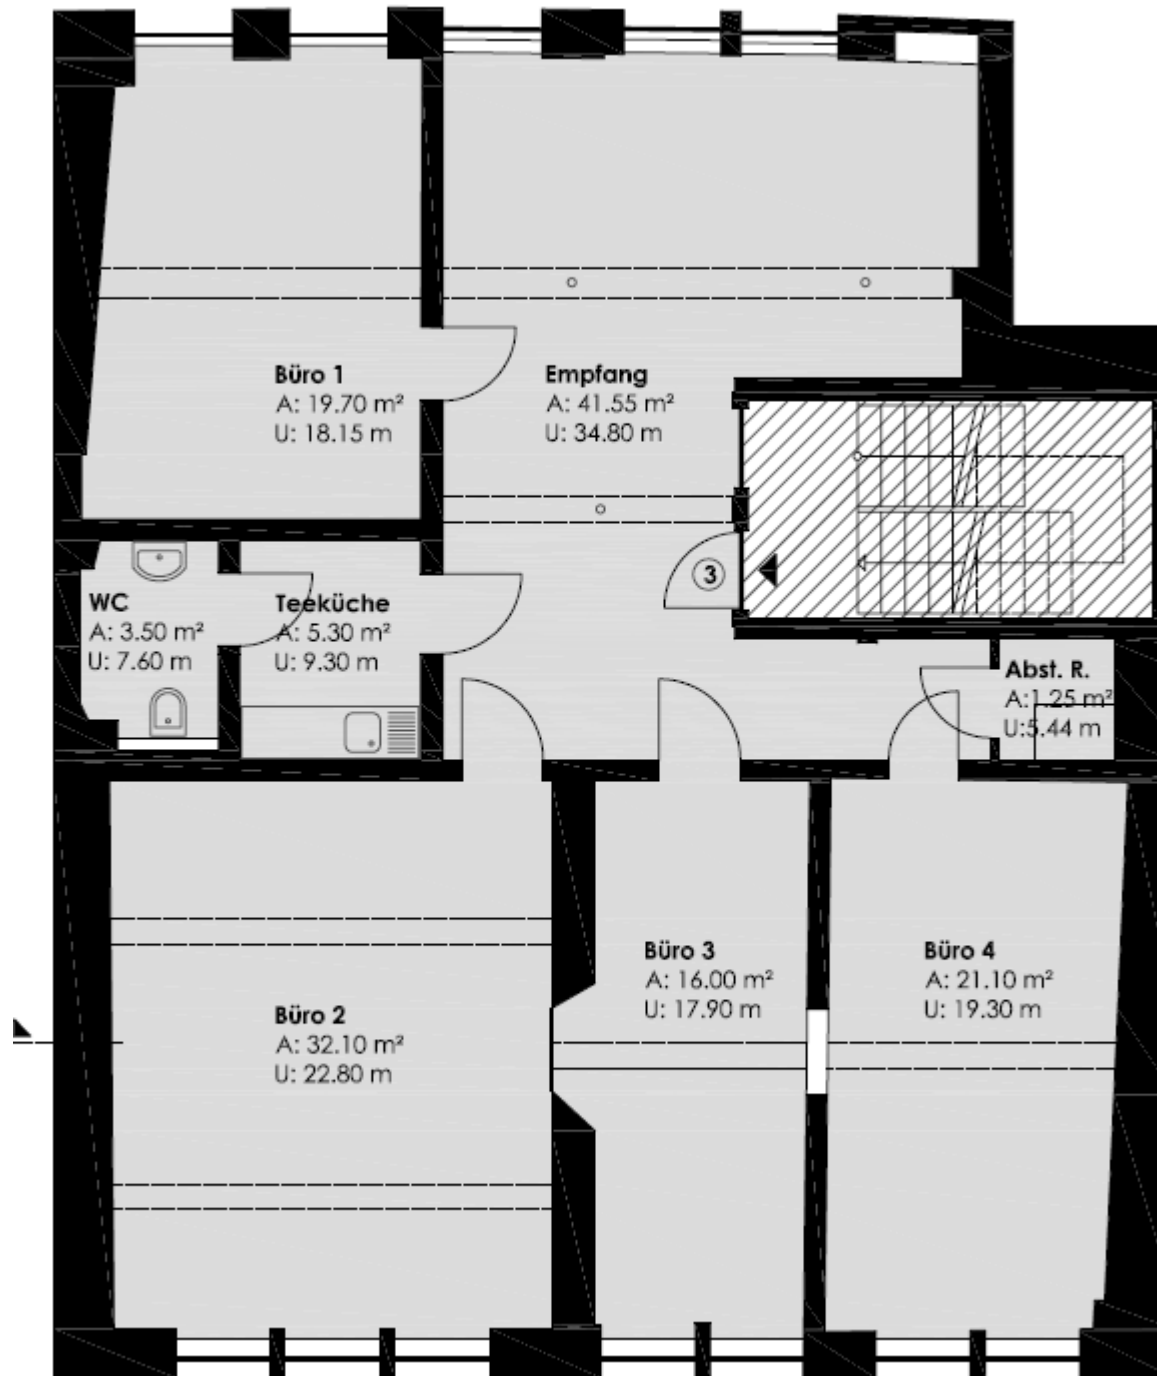 Büro 1
A: 19.70 m²
U: 18.15 m
Empfang
A: 41.55 m²
U: 34.80 m
3
WC
A: 3.50 m²
U: 7.60 m
Teeküche
A: 5.30 m²
U: 9.30 m
Abst. R.
A:1.25 m²
U:5.44 m
Büro 2
A: 32.10 m²
U: 22.80 m
Büro 3
A: 16.00 m²
U: 17.90 m
Büro 4
A: 21.10 m²
U: 19.30 m